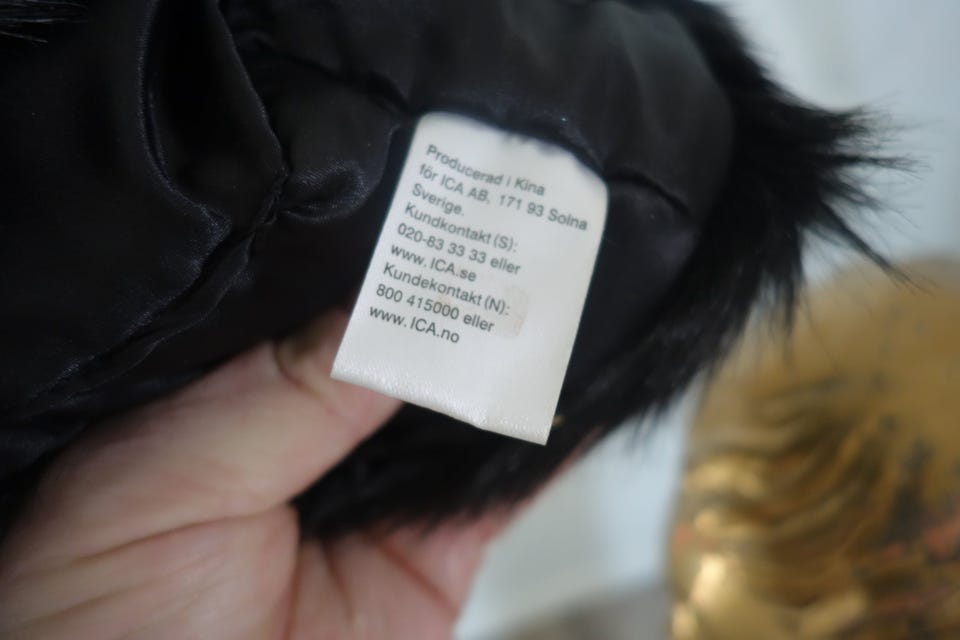 Producerad i Kina
för ICA AB, 171 93 Solna
Sverige.
Kundkontakt (S):
020-83 33 33 eller
www.ICA.se
Kundekontakt (N):
800 415000 eller
www.ICA.no